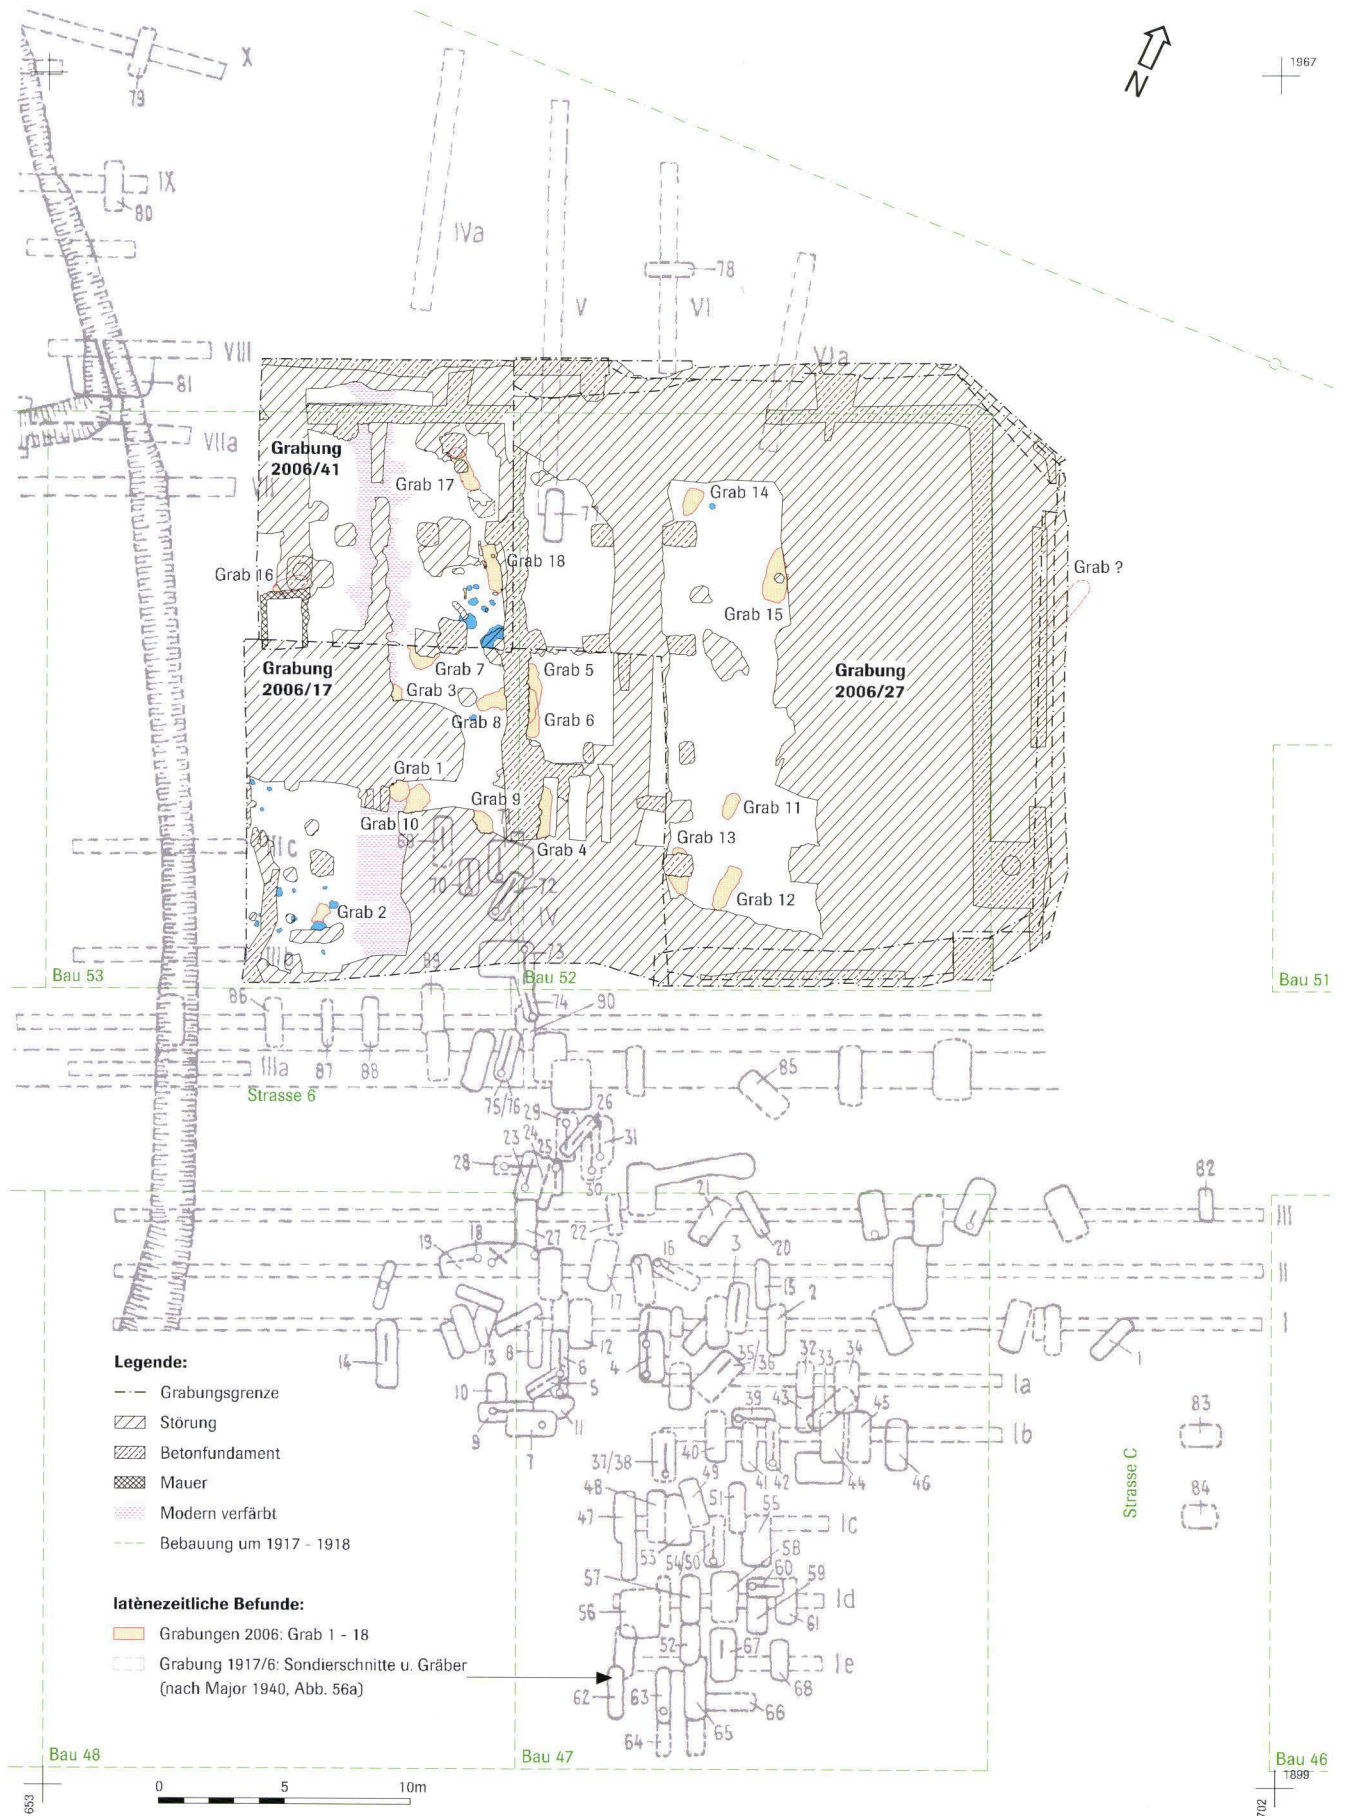 X
1967
N
79
IX
80
IVa
78
V
VI
VIa
VIII
81
VIIa
VII
Grabung
2006/41
Grab 17
Grab 14
Grab 18
Grab 16
Grab ?
Grab 15
Grab 7
Grab 5
Grabung
2006/17
Grab 3
Grabung
2006/27
Grab 8
Grab 6
Grab 1
Grab 9
Grab 11
Grab 10
69
Grab 13
Grab 4
IIIc
70
72
Grab 12
Grab 2
IV
73
IIIb
89
Bau 53
Bau 52
Bau 51
86
74
90
IIIa
87
88
85
Strasse 6
75/76
29
26
23
24
25
31
28
30
82
21
III
22
20
19
18
27
16
3
II
17
15
2
I
14
13
8
12
4
35/36
32
33
34
1
6
Ia
10
5
39
43
45
83
9
11
Ib
7
37/38
40
41
42
44
46
48
49
51
55
84
Strasse C
47
Ic
53
54/50
58
57
60
59
56
Id
61
52
67
Ie
68
62
63
66
65
64
Legende:
Grabungsgrenze
Störung
Betonfundament
Mauer
Modern verfärbt
Bebauung um 1917 - 1918
latènezeitliche Befunde:
Grabungen 2006: Grab 1 - 18
Grabung 1917/6: Sondierschnitte u. Gräber
(nach Major 1940, Abb. 56a)
Bau 48
Bau 47
Bau 46
1899
653
0 5 10m
702